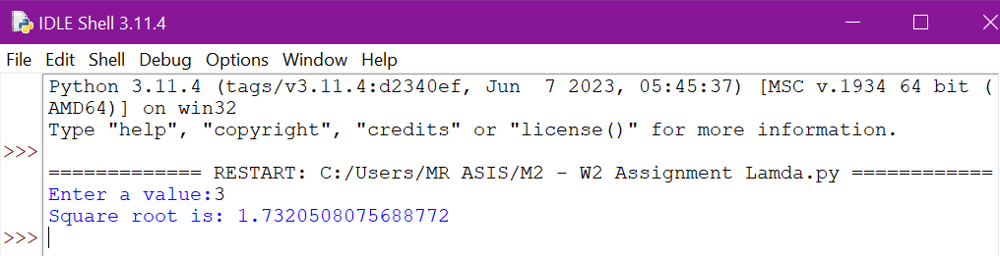 IDLE Shell 3.11.4
File Edit Shell Debug Options Window Help
Python 3.11.4 (tags/v3.11.4:d2340ef, Jun  7 2023, 05:45:37) [MSC v.1934 64 bit (
AMD64)] on win32
Type "help", "copyright", "credits" or "license()" for more information.
>>>
============= RESTART: C:/Users/MR ASIS/M2 - W2 Assignment Lamda.py ============
Enter a value:3
Square root is: 1.7320508075688772
>>>